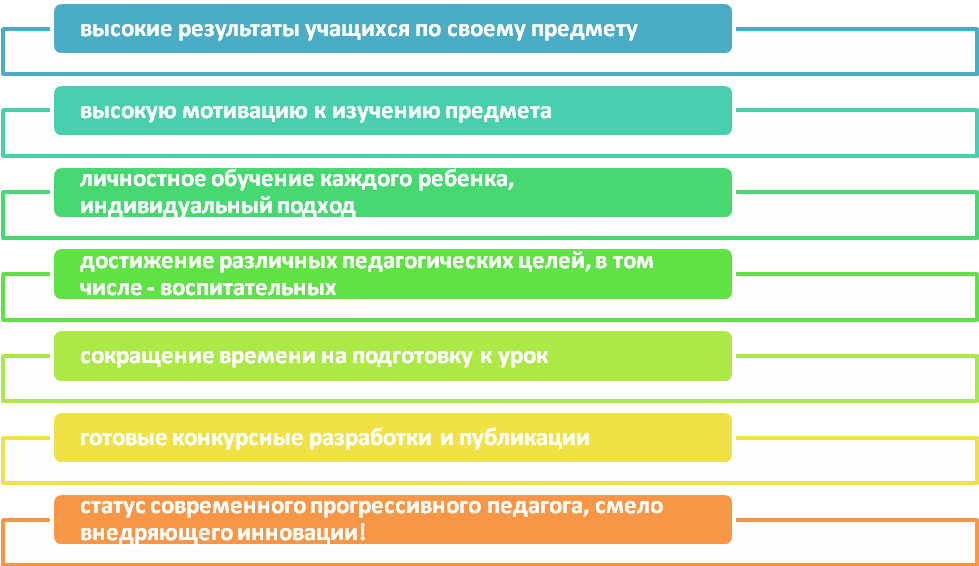 высокие результаты учащихся по своему предмету
высокую мотивацию к изучению предмета
личностное обучение каждого ребенка,
индивидуальный подход
достижение различных педагогических целей, в том
числе - воспитательных
сокращение времени на подготовку к урок
готовые конкурсные разработки и публикации
статус современного прогрессивного педагога, смело
внедряющего инновации!